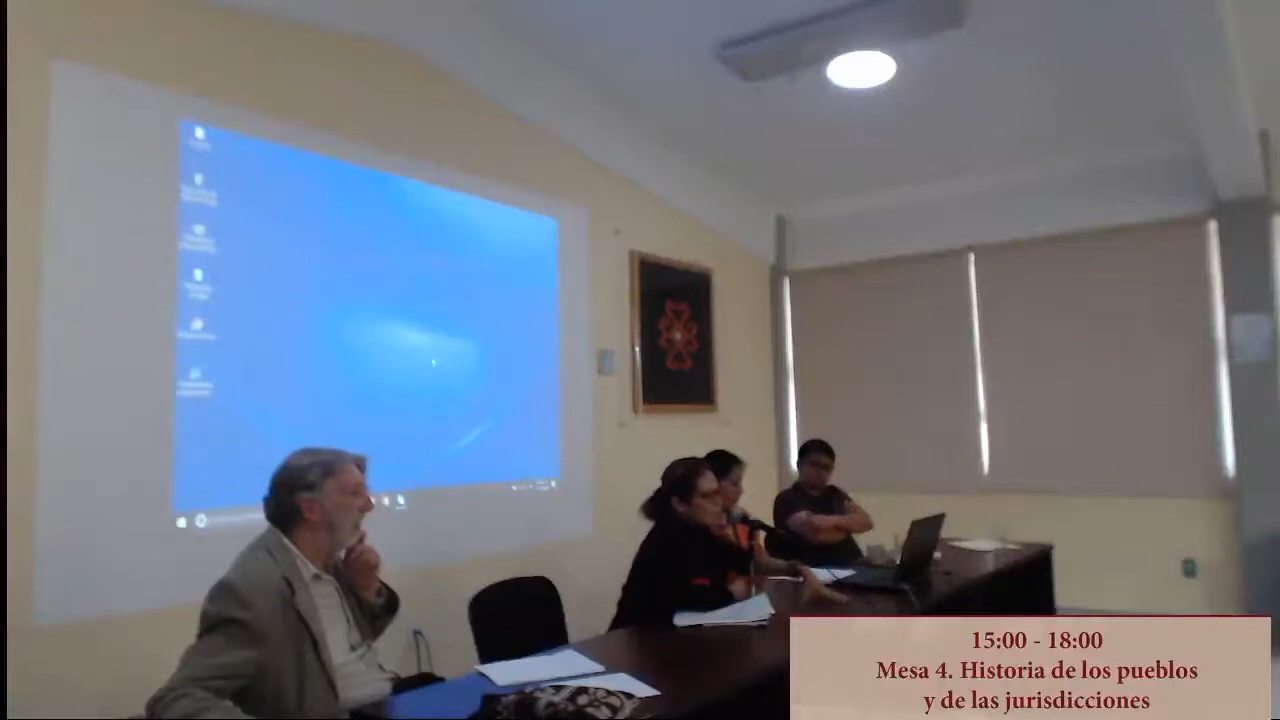 15:00 - 18:00
Mesa 4. Historia de los pueblos
y de las jurisdicciones